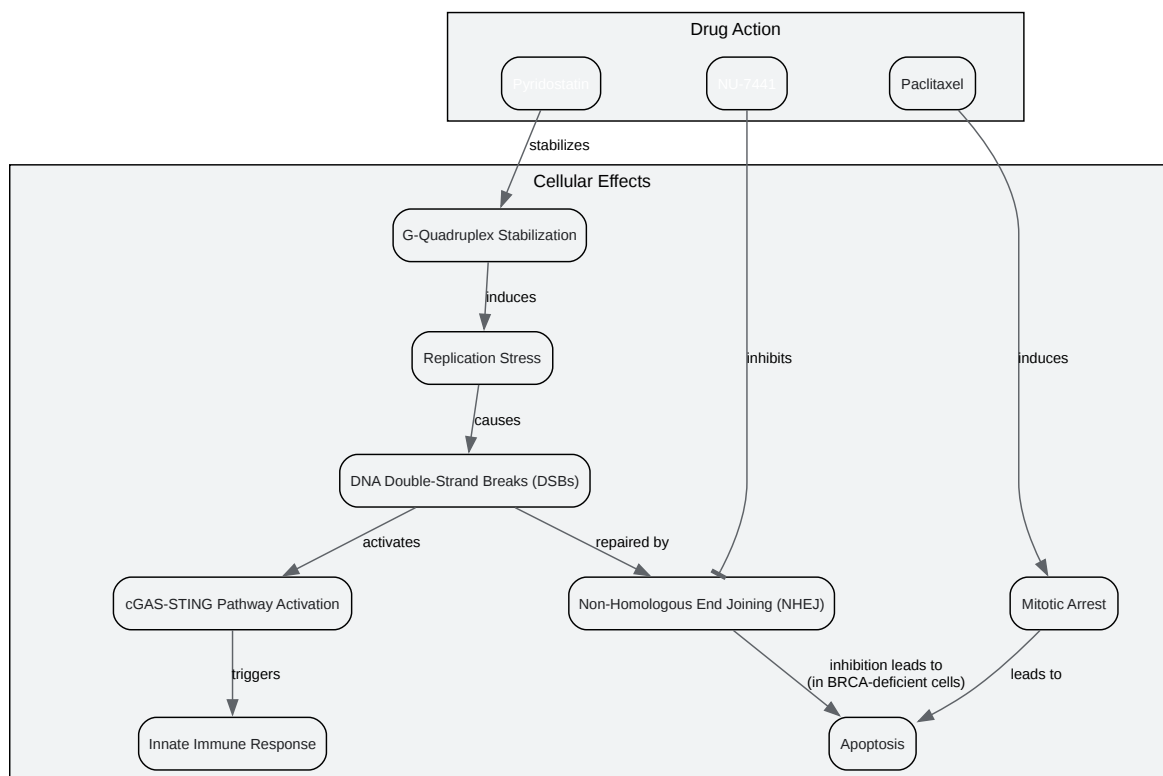 Drug Action
Pyridostatin
NU-7441
Paclitaxel
stabilizes
Cellular Effects
G-Quadruplex Stabilization
induces
Replication Stress
inhibits
induces
causes
DNA Double-Strand Breaks (DSBs)
activates
repaired by
cGAS-STING Pathway Activation
Non-Homologous End Joining (NHEJ)
Mitotic Arrest
triggers
inhibition leads to
(in BRCA-deficient cells)
leads to
Innate Immune Response
Apoptosis